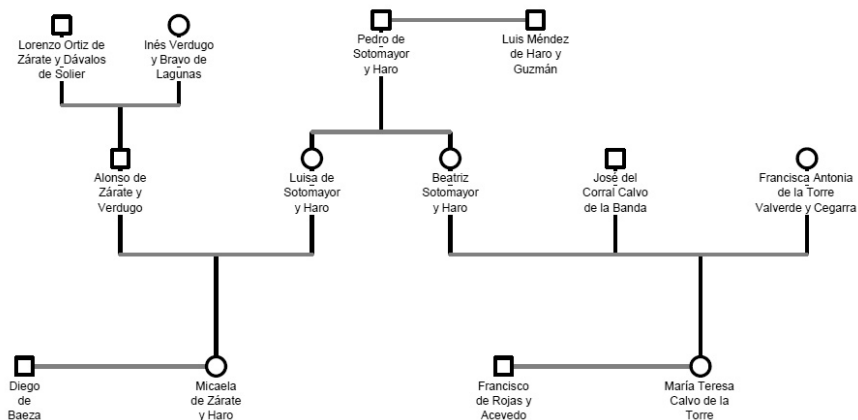 Lorenzo Ortiz de
Zárate y Dávalos
de Solier
Inés Verdugo
y Bravo de
Lagunas
Pedro de
Sotomayor
y Haro
Luis Méndez
de Haro y
Guzmán
Alonso de
Zárate y
Verdugo
Luisa de
Sotomayor
y Haro
Beatriz
Sotomayor
y Haro
José del
Corral Calvo
de la Banda
Francisca Antonia
de la Torre
Valverde y Cegarra
Diego
de
Baeza
Micaela
de Zárate
y Haro
Francisco
de Rojas y
Acevedo
María Teresa
Calvo de la
Torre